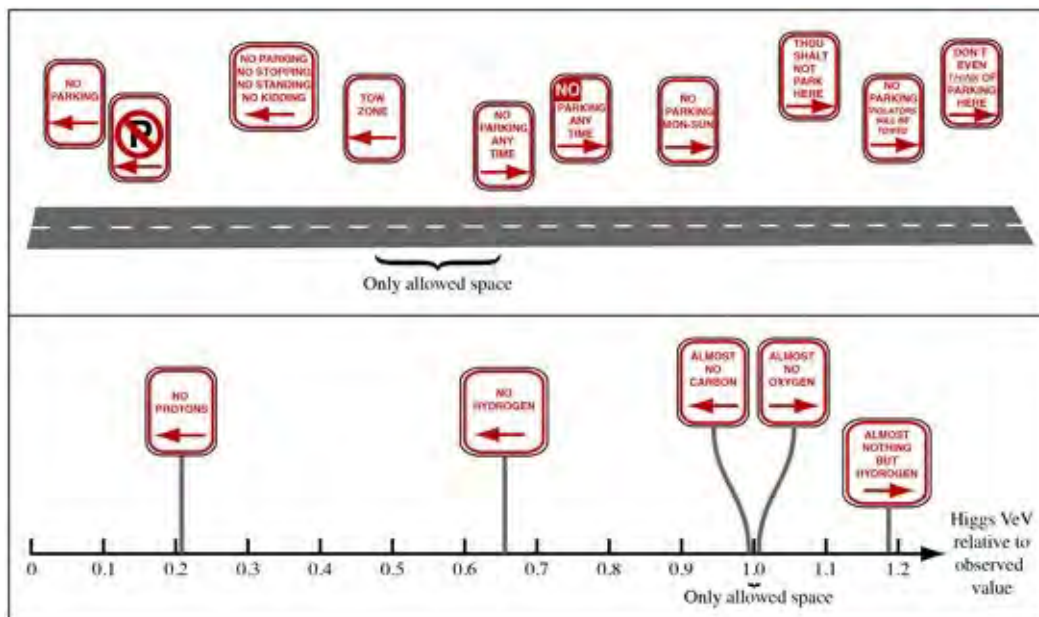 NO
PARKING
P
NO PARKING
NO STOPPING
NO STANDING
NO KIDDING
TOW
ZONE
NO
PARKING
ANY
TIME
NO
PARKING
ANY
TIME
NO
PARKING
MON-SUN
THOU
SHALT
NOT
PARK
HERE
NO
PARKING
VIOLATORS
WILL BE
TOWED
DON'T
EVEN
THINK OF
PARKING
HERE
Only allowed space
NO
PROTONS
NO
HYDROGEN
ALMOST
NO
CARBON
ALMOST
NO
OXYGEN
ALMOST
NOTHING
BUT
HYDROGEN
0 0.1 0.2 0.3 0.4 0.5 0.6 0.7 0.8 0.9 1.0 1.1 1.2
Higgs VeV
relative to
observed
value
Only allowed space